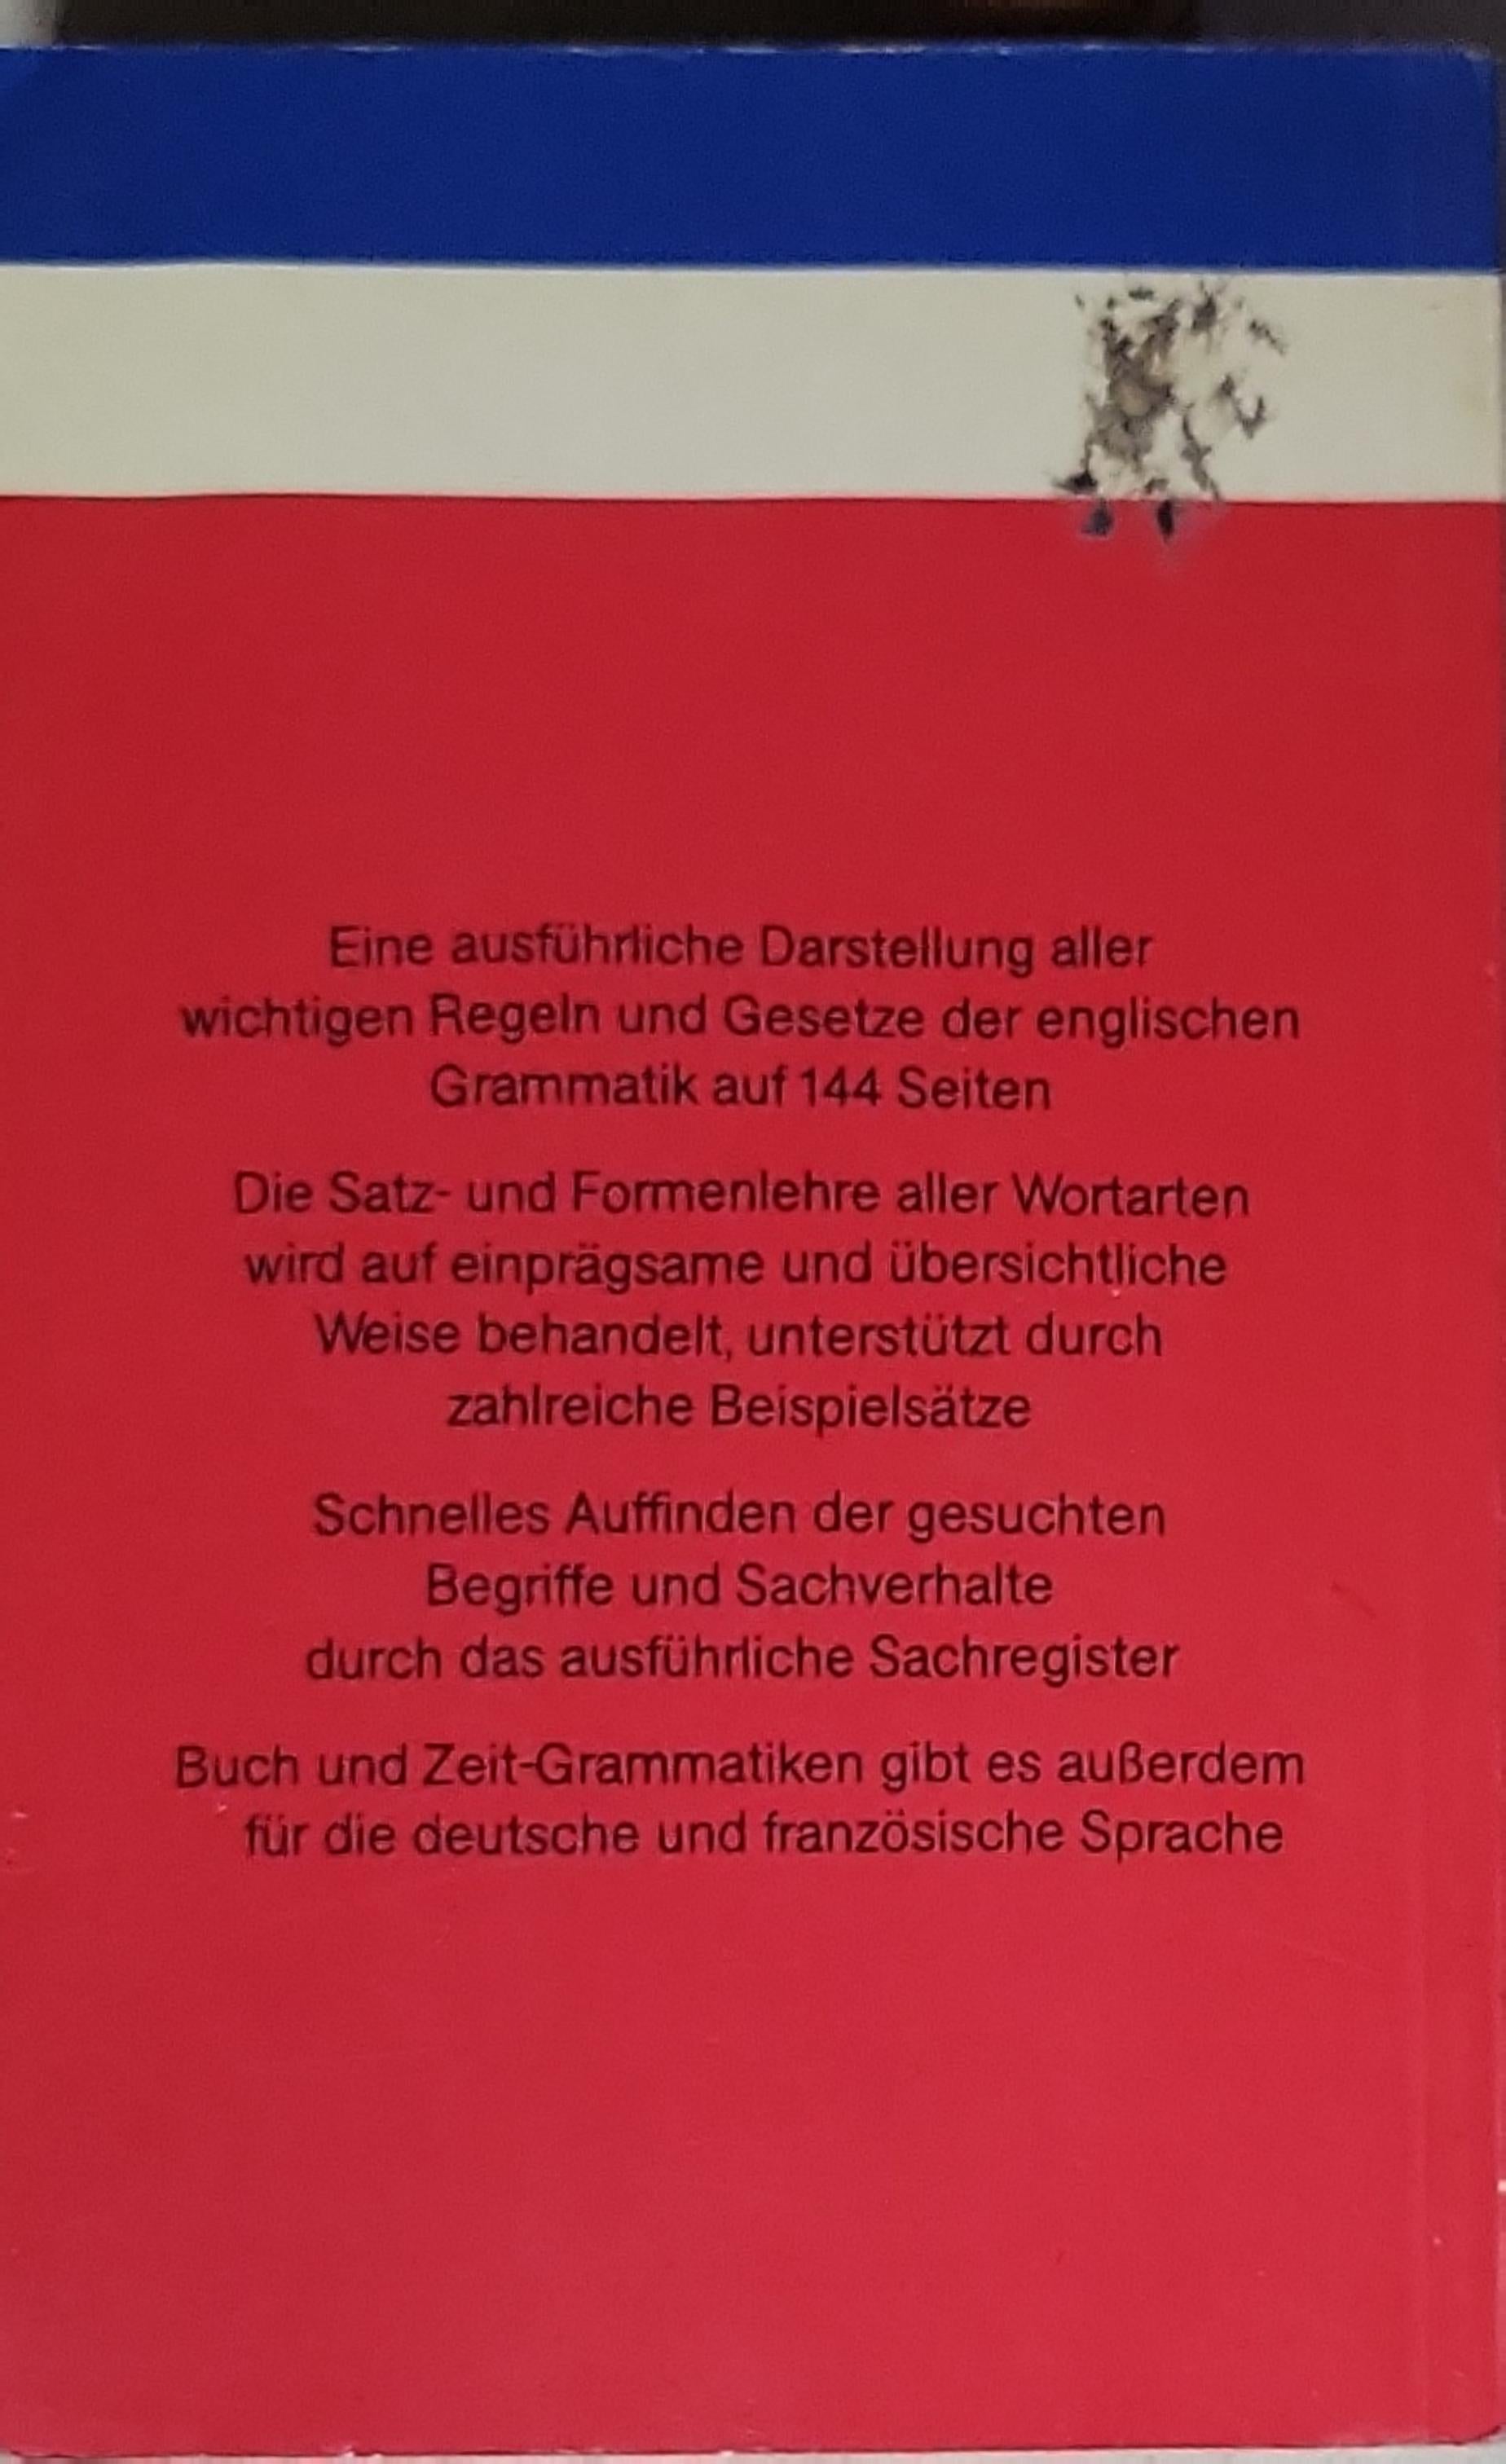 Eine ausführliche Darstellung aller
wichtigen Regeln und Gesetze der englischen
Grammatik auf 144 Seiten
Die Satz- und Formenlehre aller Wortarten
wird auf einprägsame und übersichtliche
Weise behandelt, unterstützt durch
zahlreiche Beispielsätze
Schnelles Auffinden der gesuchten
Begriffe und Sachverhalte
durch das ausführliche Sachregister
Buch und Zeit-Grammatiken gibt es außerdem
für die deutsche und französische Sprache